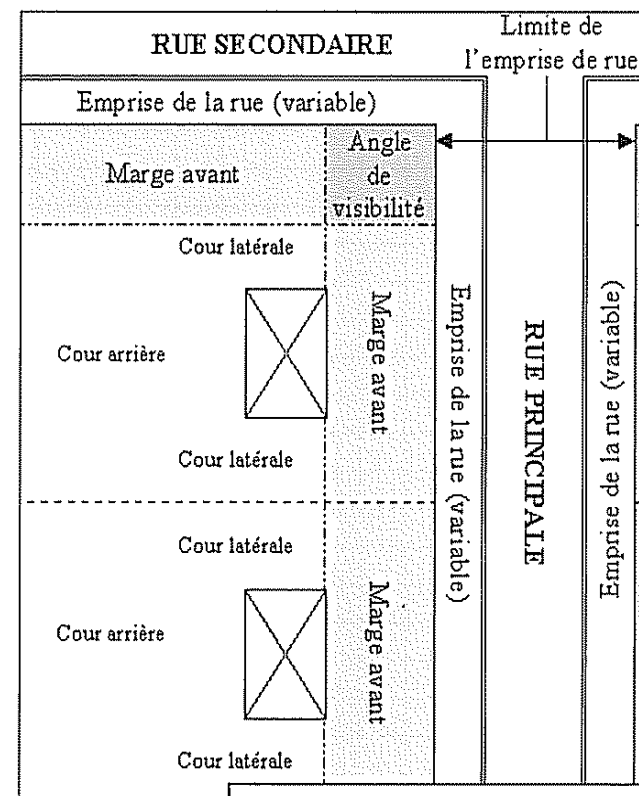 RUE SECONDAIRE
Limite de
l'emprise de rue
Emprise de la rue (variable)
Marge avant
Angle
de
visibilité
Cour latérale
Cour arrière
Marge avant
Emprise de la rue (variable)
RUE PRINCIPALE
Emprise de la rue (variable)
Cour latérale
Cour latérale
Cour arrière
Marge avant
Cour latérale